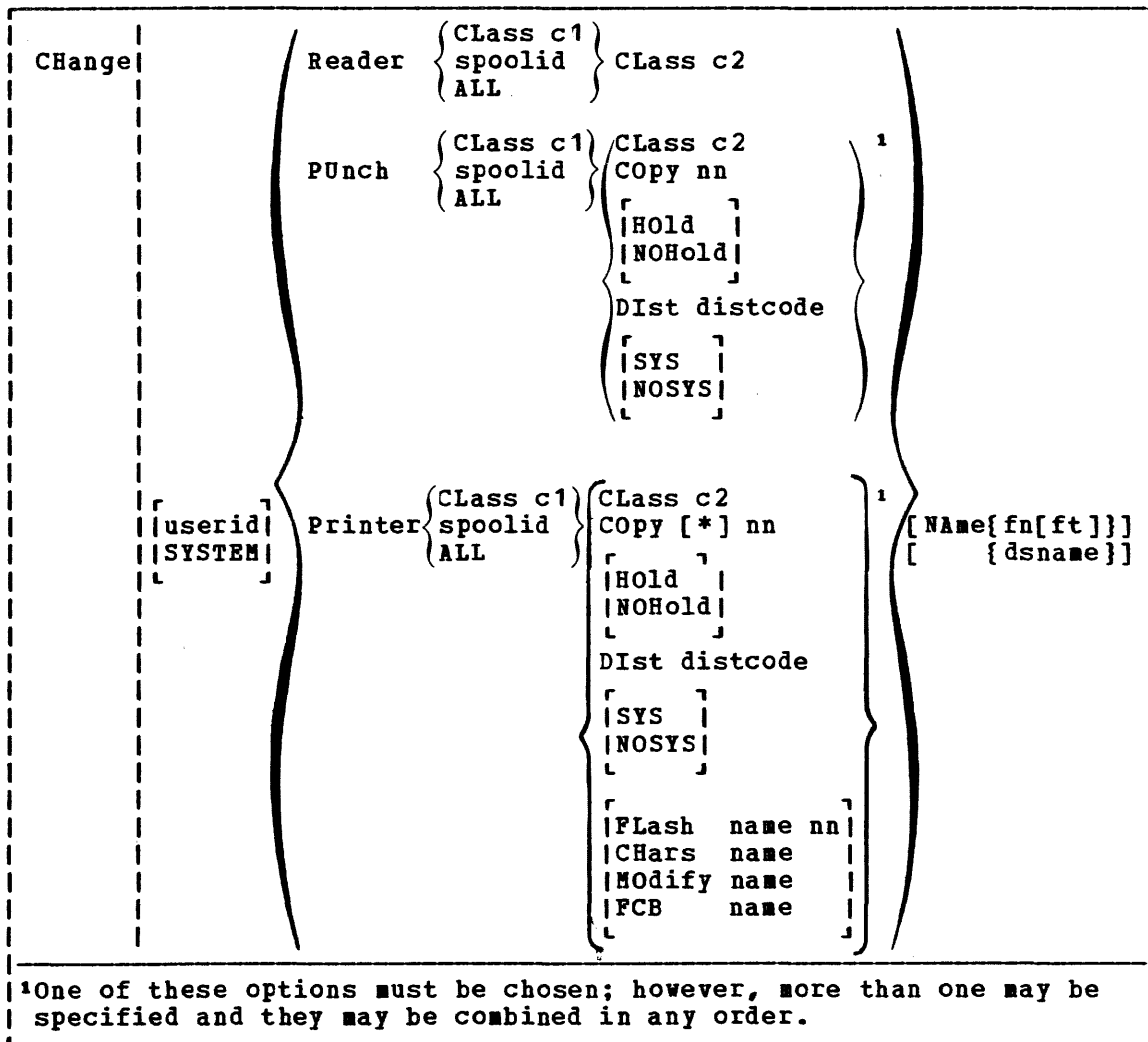 CLass c1
CHange Reader spoolid CLass c2
ALL
CLass c1 CLass c2 1
PUnch spoolid COpy nn
ALL
HOld
NOHold
DIst distcode
SYS
NOSYS
CLass c1 CLass c2 1
userid Printer spoolid COpy [*] nn [NAme{fn[ft]}]
SYSTEM ALL [ {dsname}]
HOld
NOHold
DIst distcode
SYS
NOSYS
FLash name nn
CHars name
MOdify name
FCB name
1One of these options must be chosen; however, more than one may be
specified and they may be combined in any order.